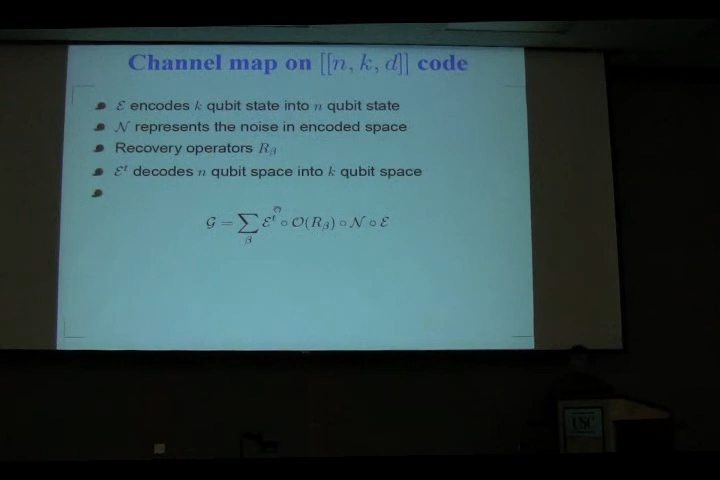 Channel map on [[n, k, d]] code
ℰ encodes k qubit state into n qubit state
𝒩 represents the noise in encoded space
Recovery operators R_β
ℰ^t decodes n qubit space into k qubit space
𝒢 = ∑_β ℰ^t ∘ 𝒪(R_β) ∘ 𝒩 ∘ ℰ
USC